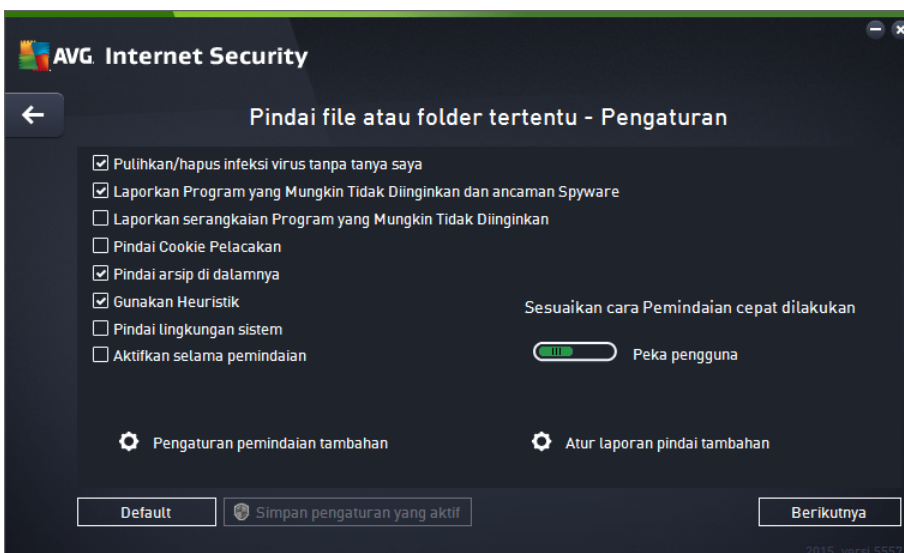 AVG. Internet Security
Pindai file atau folder tertentu - Pengaturan
Pulihkan/hapus infeksi virus tanpa tanya saya
Laporkan Program yang Mungkin Tidak Diinginkan dan ancaman Spyware
Laporkan serangkaian Program yang Mungkin Tidak Diinginkan
Pindai Cookie Pelacakan
Pindai arsip di dalamnya
Gunakan Heuristik
Pindai lingkungan sistem
Aktifkan selama pemindaian
Sesuaikan cara Pemindaian cepat dilakukan
Peka pengguna
Pengaturan pemindaian tambahan
Atur laporan pindai tambahan
Default
Simpan pengaturan yang aktif
Berikutnya
2015, versi 5557